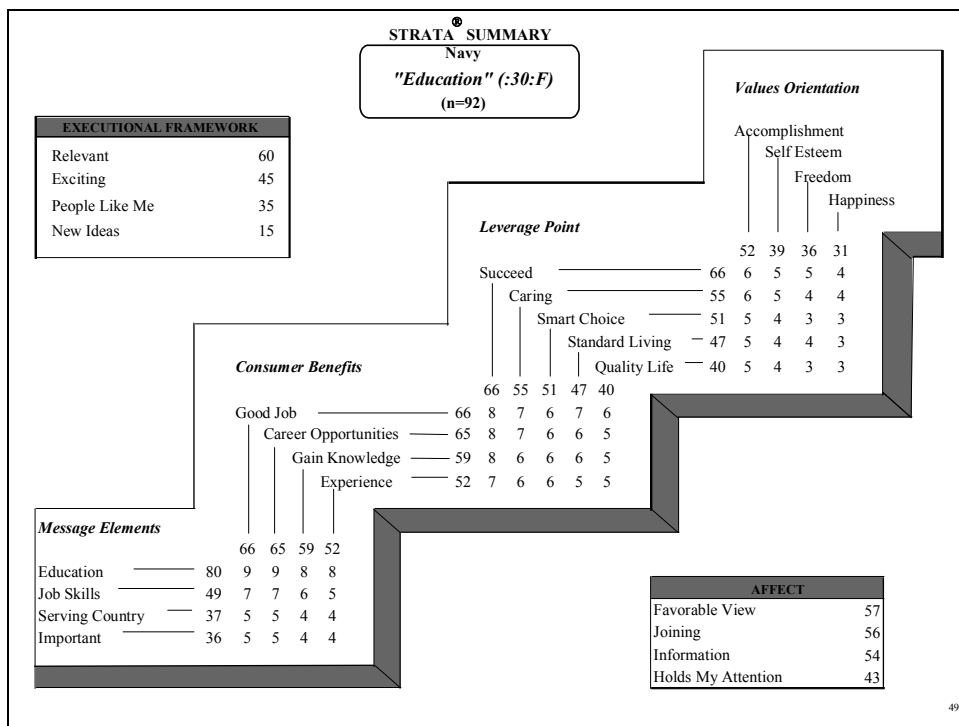 STRATA® SUMMARY
Navy
"Education" (:30:F)
(n=92)
Values Orientation
EXECUTIONAL FRAMEWORK
Relevant 60
Exciting 45
People Like Me 35
New Ideas 15
Accomplishment
Self Esteem
Freedom
Happiness
Leverage Point
52 39 36 31
Succeed 66 6 5 5 4
Caring 55 6 5 4 4
Smart Choice 51 5 4 3 3
Standard Living 47 5 4 4 3
Quality Life 40 5 4 3 3
Consumer Benefits
66 55 51 47 40
Good Job 66 8 7 6 7 6
Career Opportunities 65 8 7 6 6 5
Gain Knowledge 59 8 6 6 6 5
Experience 52 7 6 6 5 5
Message Elements
66 65 59 52
Education 80 9 9 8 8
Job Skills 49 7 7 6 5
Serving Country 37 5 5 4 4
Important 36 5 5 4 4
AFFECT
Favorable View 57
Joining 56
Information 54
Holds My Attention 43
49